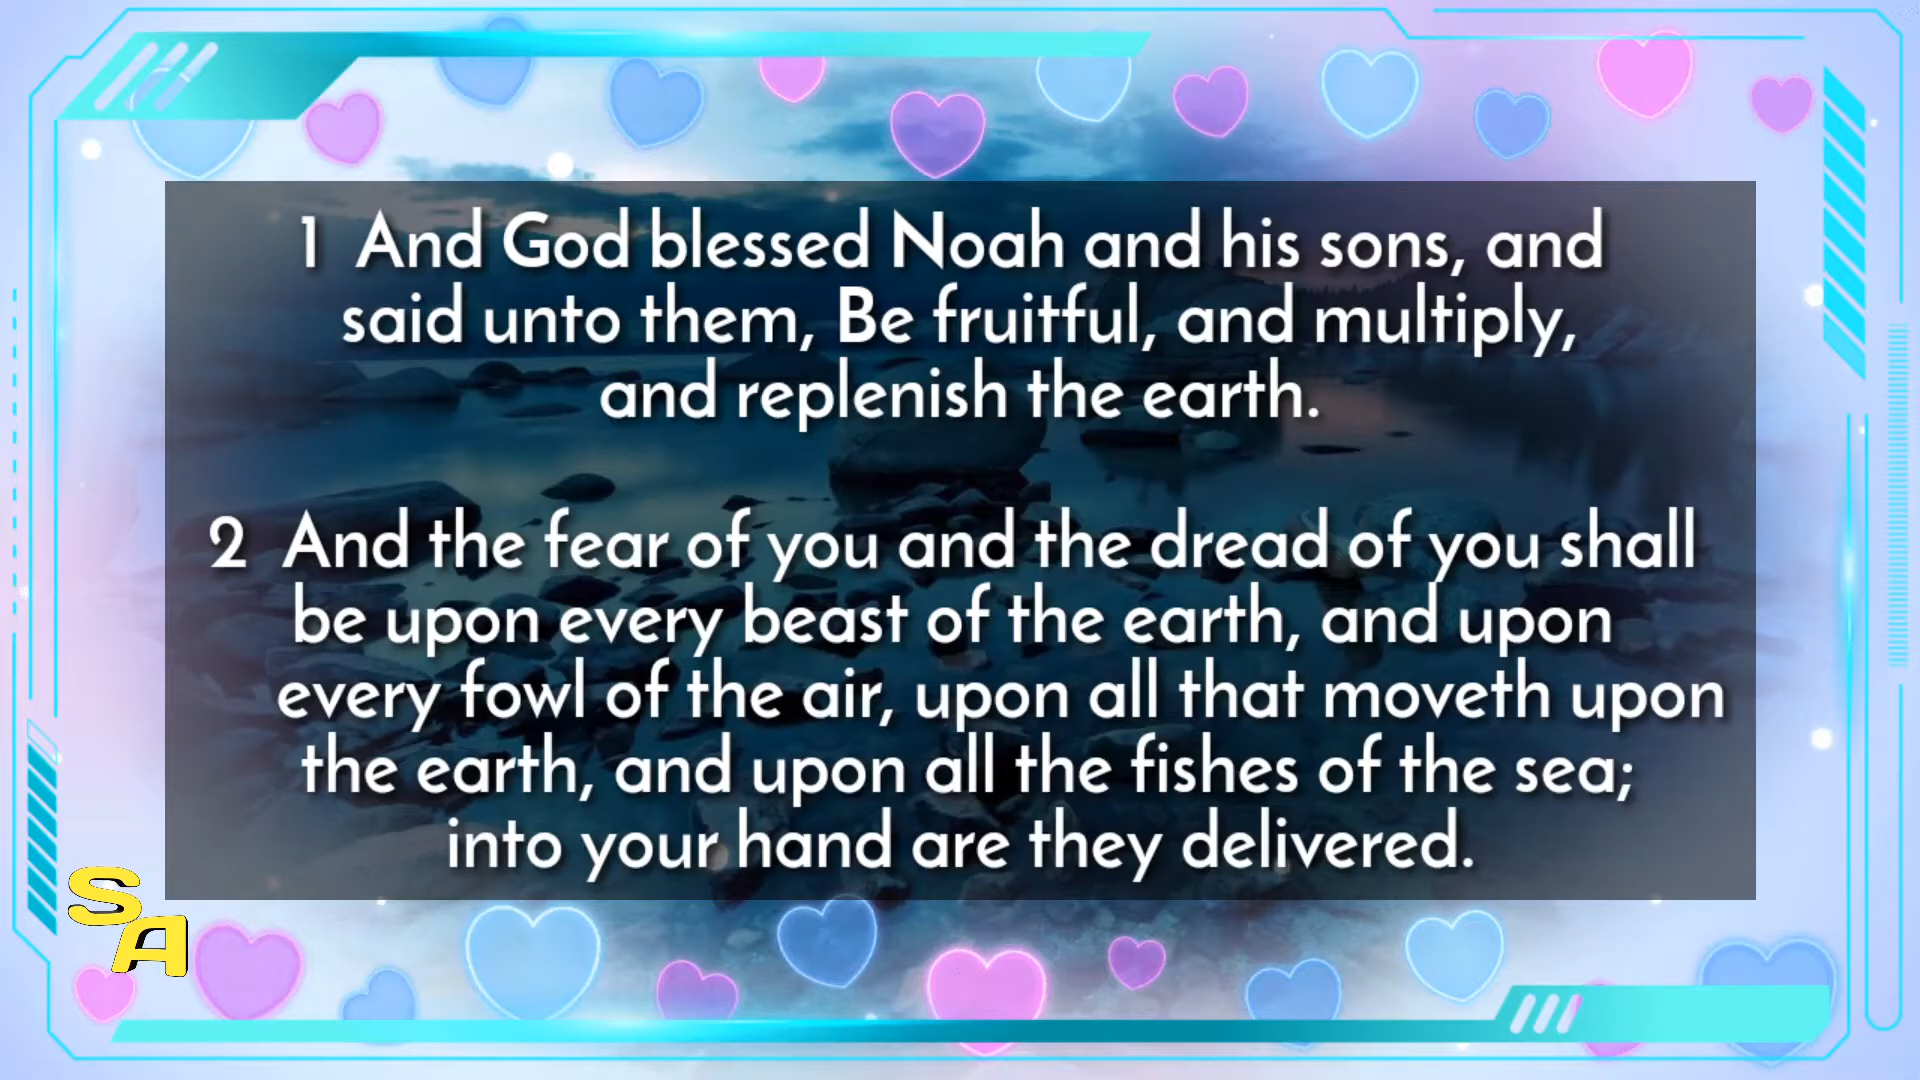 1 And God blessed Noah and his sons, and
said unto them, Be fruitful, and multiply,
and replenish the earth.
2 And the fear of you and the dread of you shall
be upon every beast of the earth, and upon
every fowl of the air, upon all that moveth upon
the earth, and upon all the fishes of the sea;
into your hand are they delivered.
SA